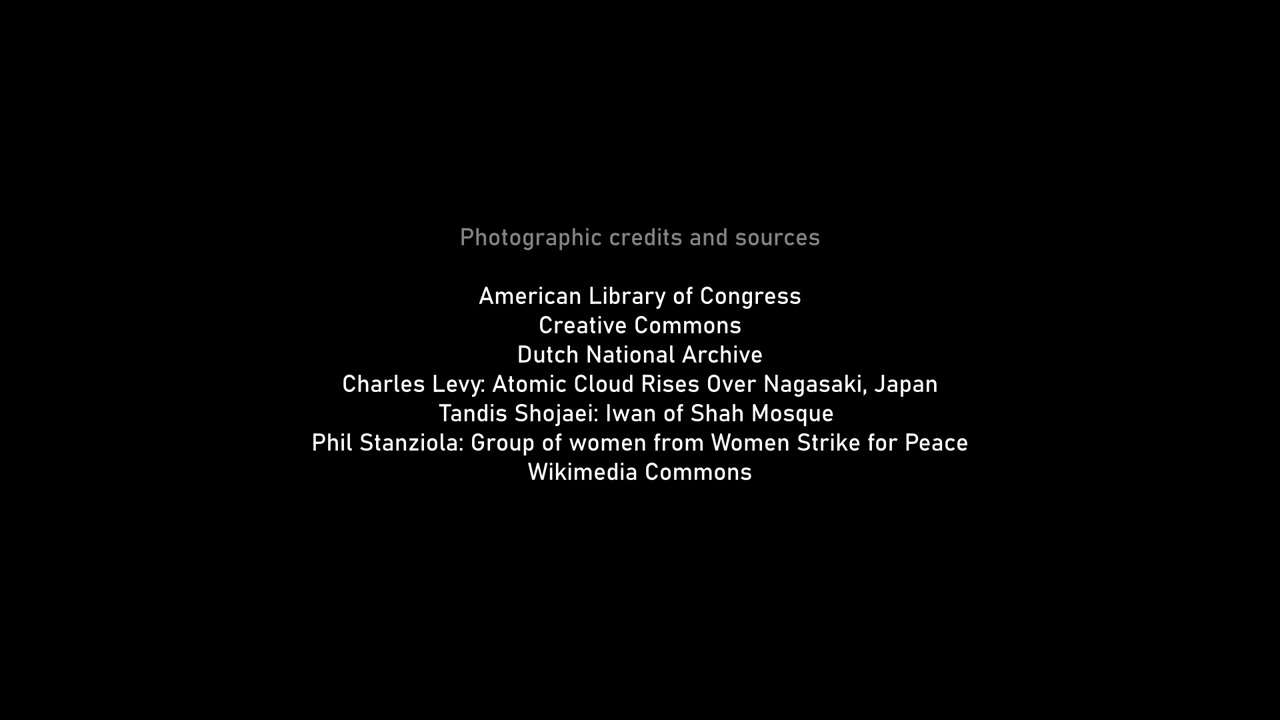 Photographic credits and sources
American Library of Congress
Creative Commons
Dutch National Archive
Charles Levy: Atomic Cloud Rises Over Nagasaki, Japan
Tandis Shojaei: Iwan of Shah Mosque
Phil Stanziola: Group of women from Women Strike for Peace
Wikimedia Commons